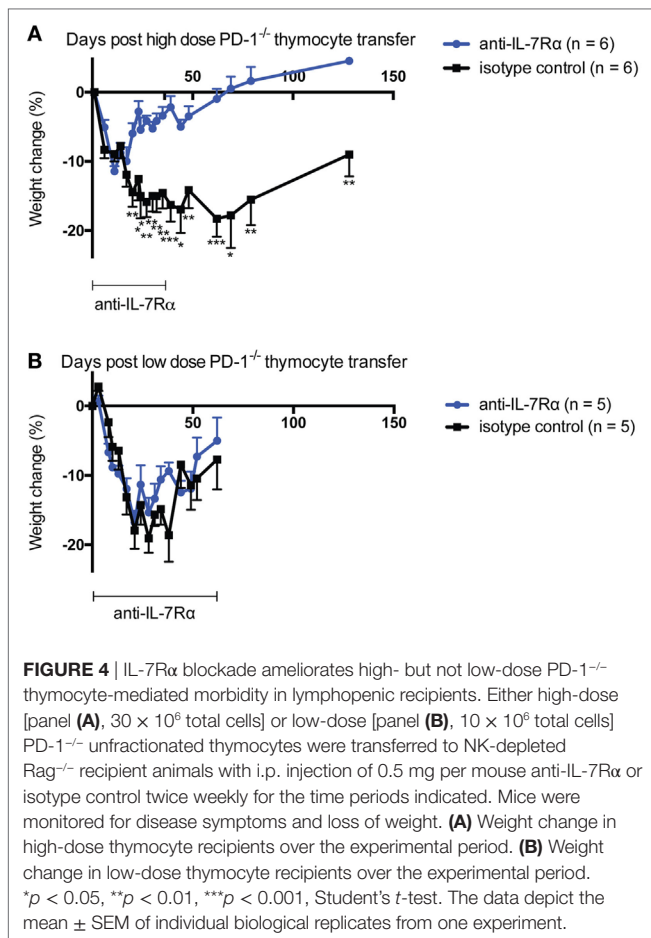 A
Days post high dose PD-1-/- thymocyte transfer
anti-IL-7Rα (n = 6)
isotype control (n = 6)
50
100
150
0
-10
-20
Weight change (%)
**
*
**
**
**
**
***
*
**
***
*
**
**
anti-IL-7Rα
B
Days post low dose PD-1-/- thymocyte transfer
anti-IL-7Rα (n = 5)
isotype control (n = 5)
50
100
150
0
-10
-20
Weight change (%)
anti-IL-7Rα
FIGURE 4 | IL-7Rα blockade ameliorates high- but not low-dose PD-1−/−
thymocyte-mediated morbidity in lymphopenic recipients. Either high-dose
[panel (A), 30 × 10⁶ total cells] or low-dose [panel (B), 10 × 10⁶ total cells]
PD-1−/− unfractionated thymocytes were transferred to NK-depleted
Rag−/− recipient animals with i.p. injection of 0.5 mg per mouse anti-IL-7Rα or
isotype control twice weekly for the time periods indicated. Mice were
monitored for disease symptoms and loss of weight. (A) Weight change in
high-dose thymocyte recipients over the experimental period. (B) Weight
change in low-dose thymocyte recipients over the experimental period.
*p < 0.05, **p < 0.01, ***p < 0.001, Student's t-test. The data depict the
mean ± SEM of individual biological replicates from one experiment.